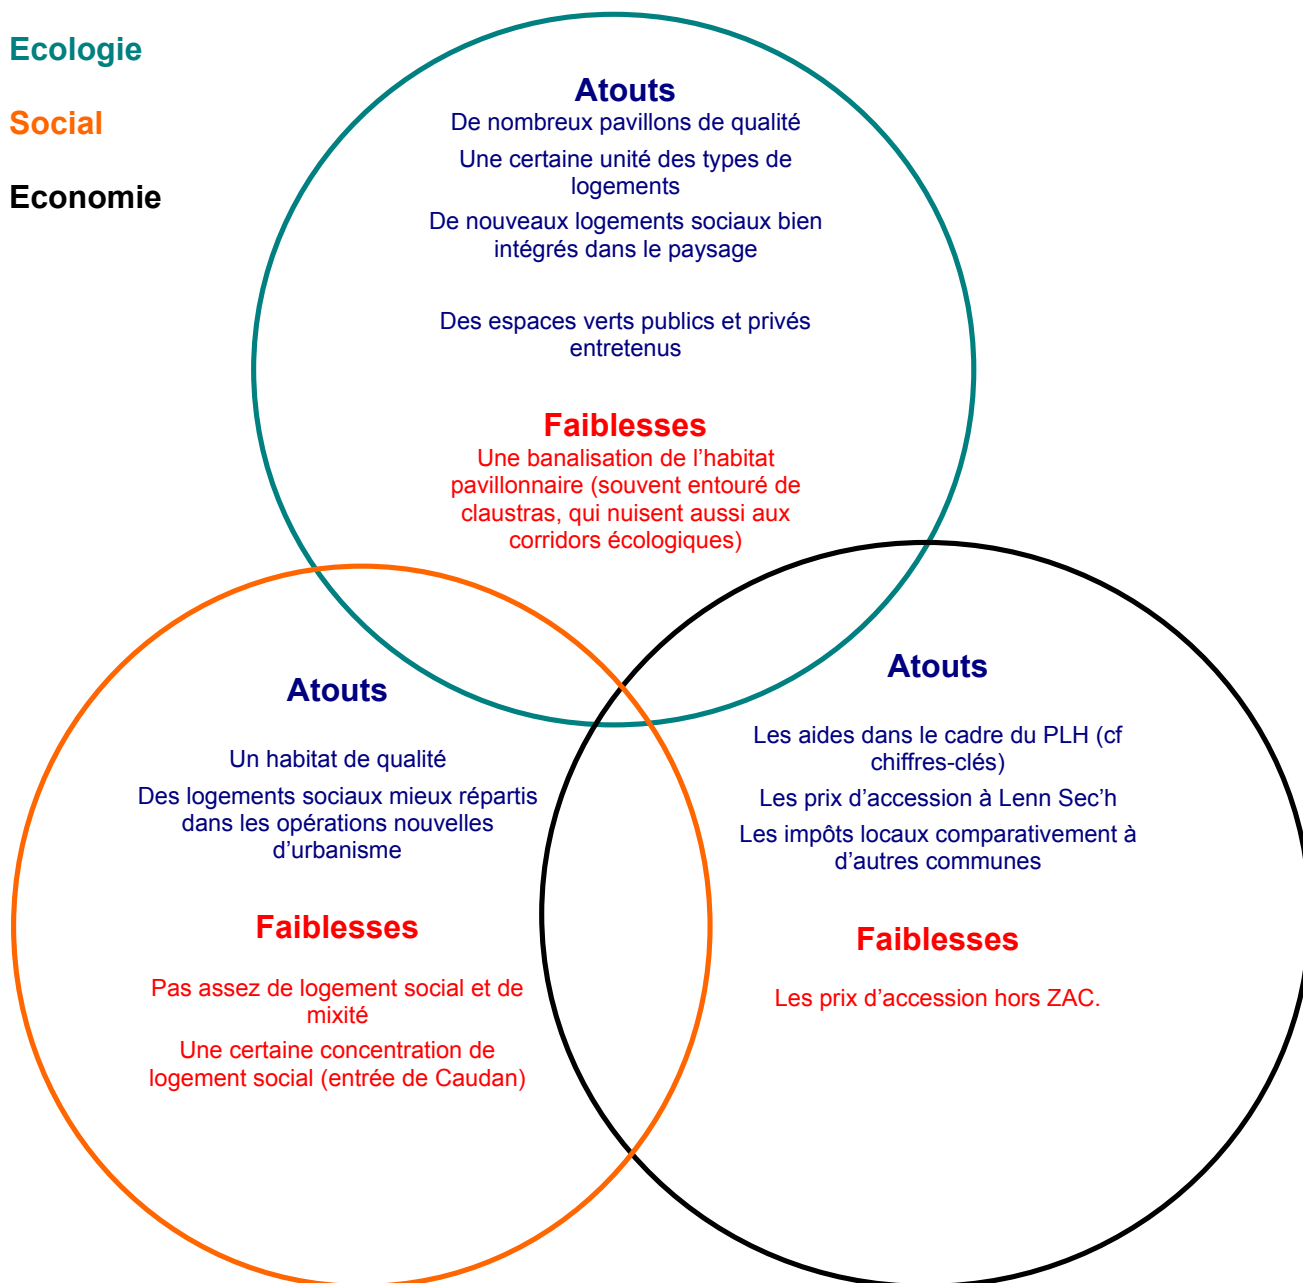 Ecologie
Social
Economie
Atouts
De nombreux pavillons de qualité
Une certaine unité des types de
logements
De nouveaux logements sociaux bien
intégrés dans le paysage
Des espaces verts publics et privés
entretenus
Faiblesses
Une banalisation de l’habitat
pavillonnaire (souvent entouré de
claustras, qui nuisent aussi aux
corridors écologiques)
Atouts
Un habitat de qualité
Des logements sociaux mieux répartis
dans les opérations nouvelles
d’urbanisme
Faiblesses
Pas assez de logement social et de
mixité
Une certaine concentration de
logement social (entrée de Caudan)
Atouts
Les aides dans le cadre du PLH (cf
chiffres-clés)
Les prix d’accession à Lenn Sec’h
Les impôts locaux comparativement à
d’autres communes
Faiblesses
Les prix d’accession hors ZAC.